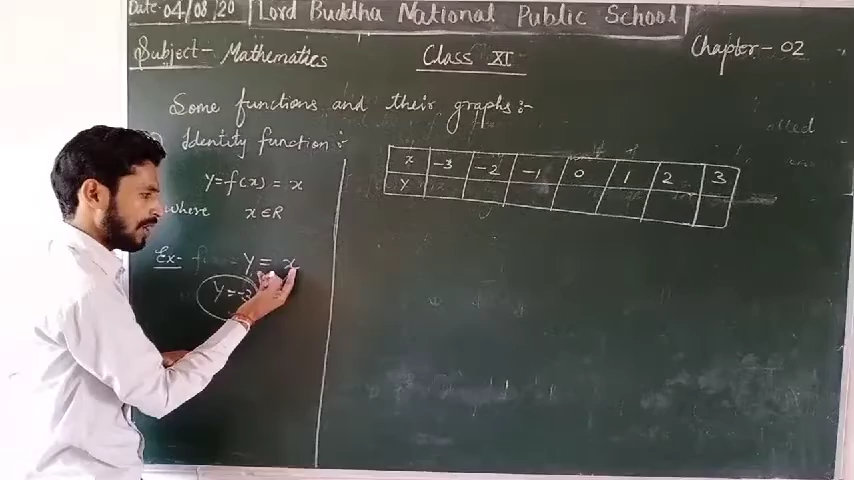 Date. 04/08/20
Lord Buddha National Public School
Subject- Mathematics
Class XI
Chapter- 02
Some functions and their graphs :-
Identity function :-
y=f(x) = x
where x ∈ R
Ex- y = x
y = -3
x -3 -2 -1 0 1 2 3
y